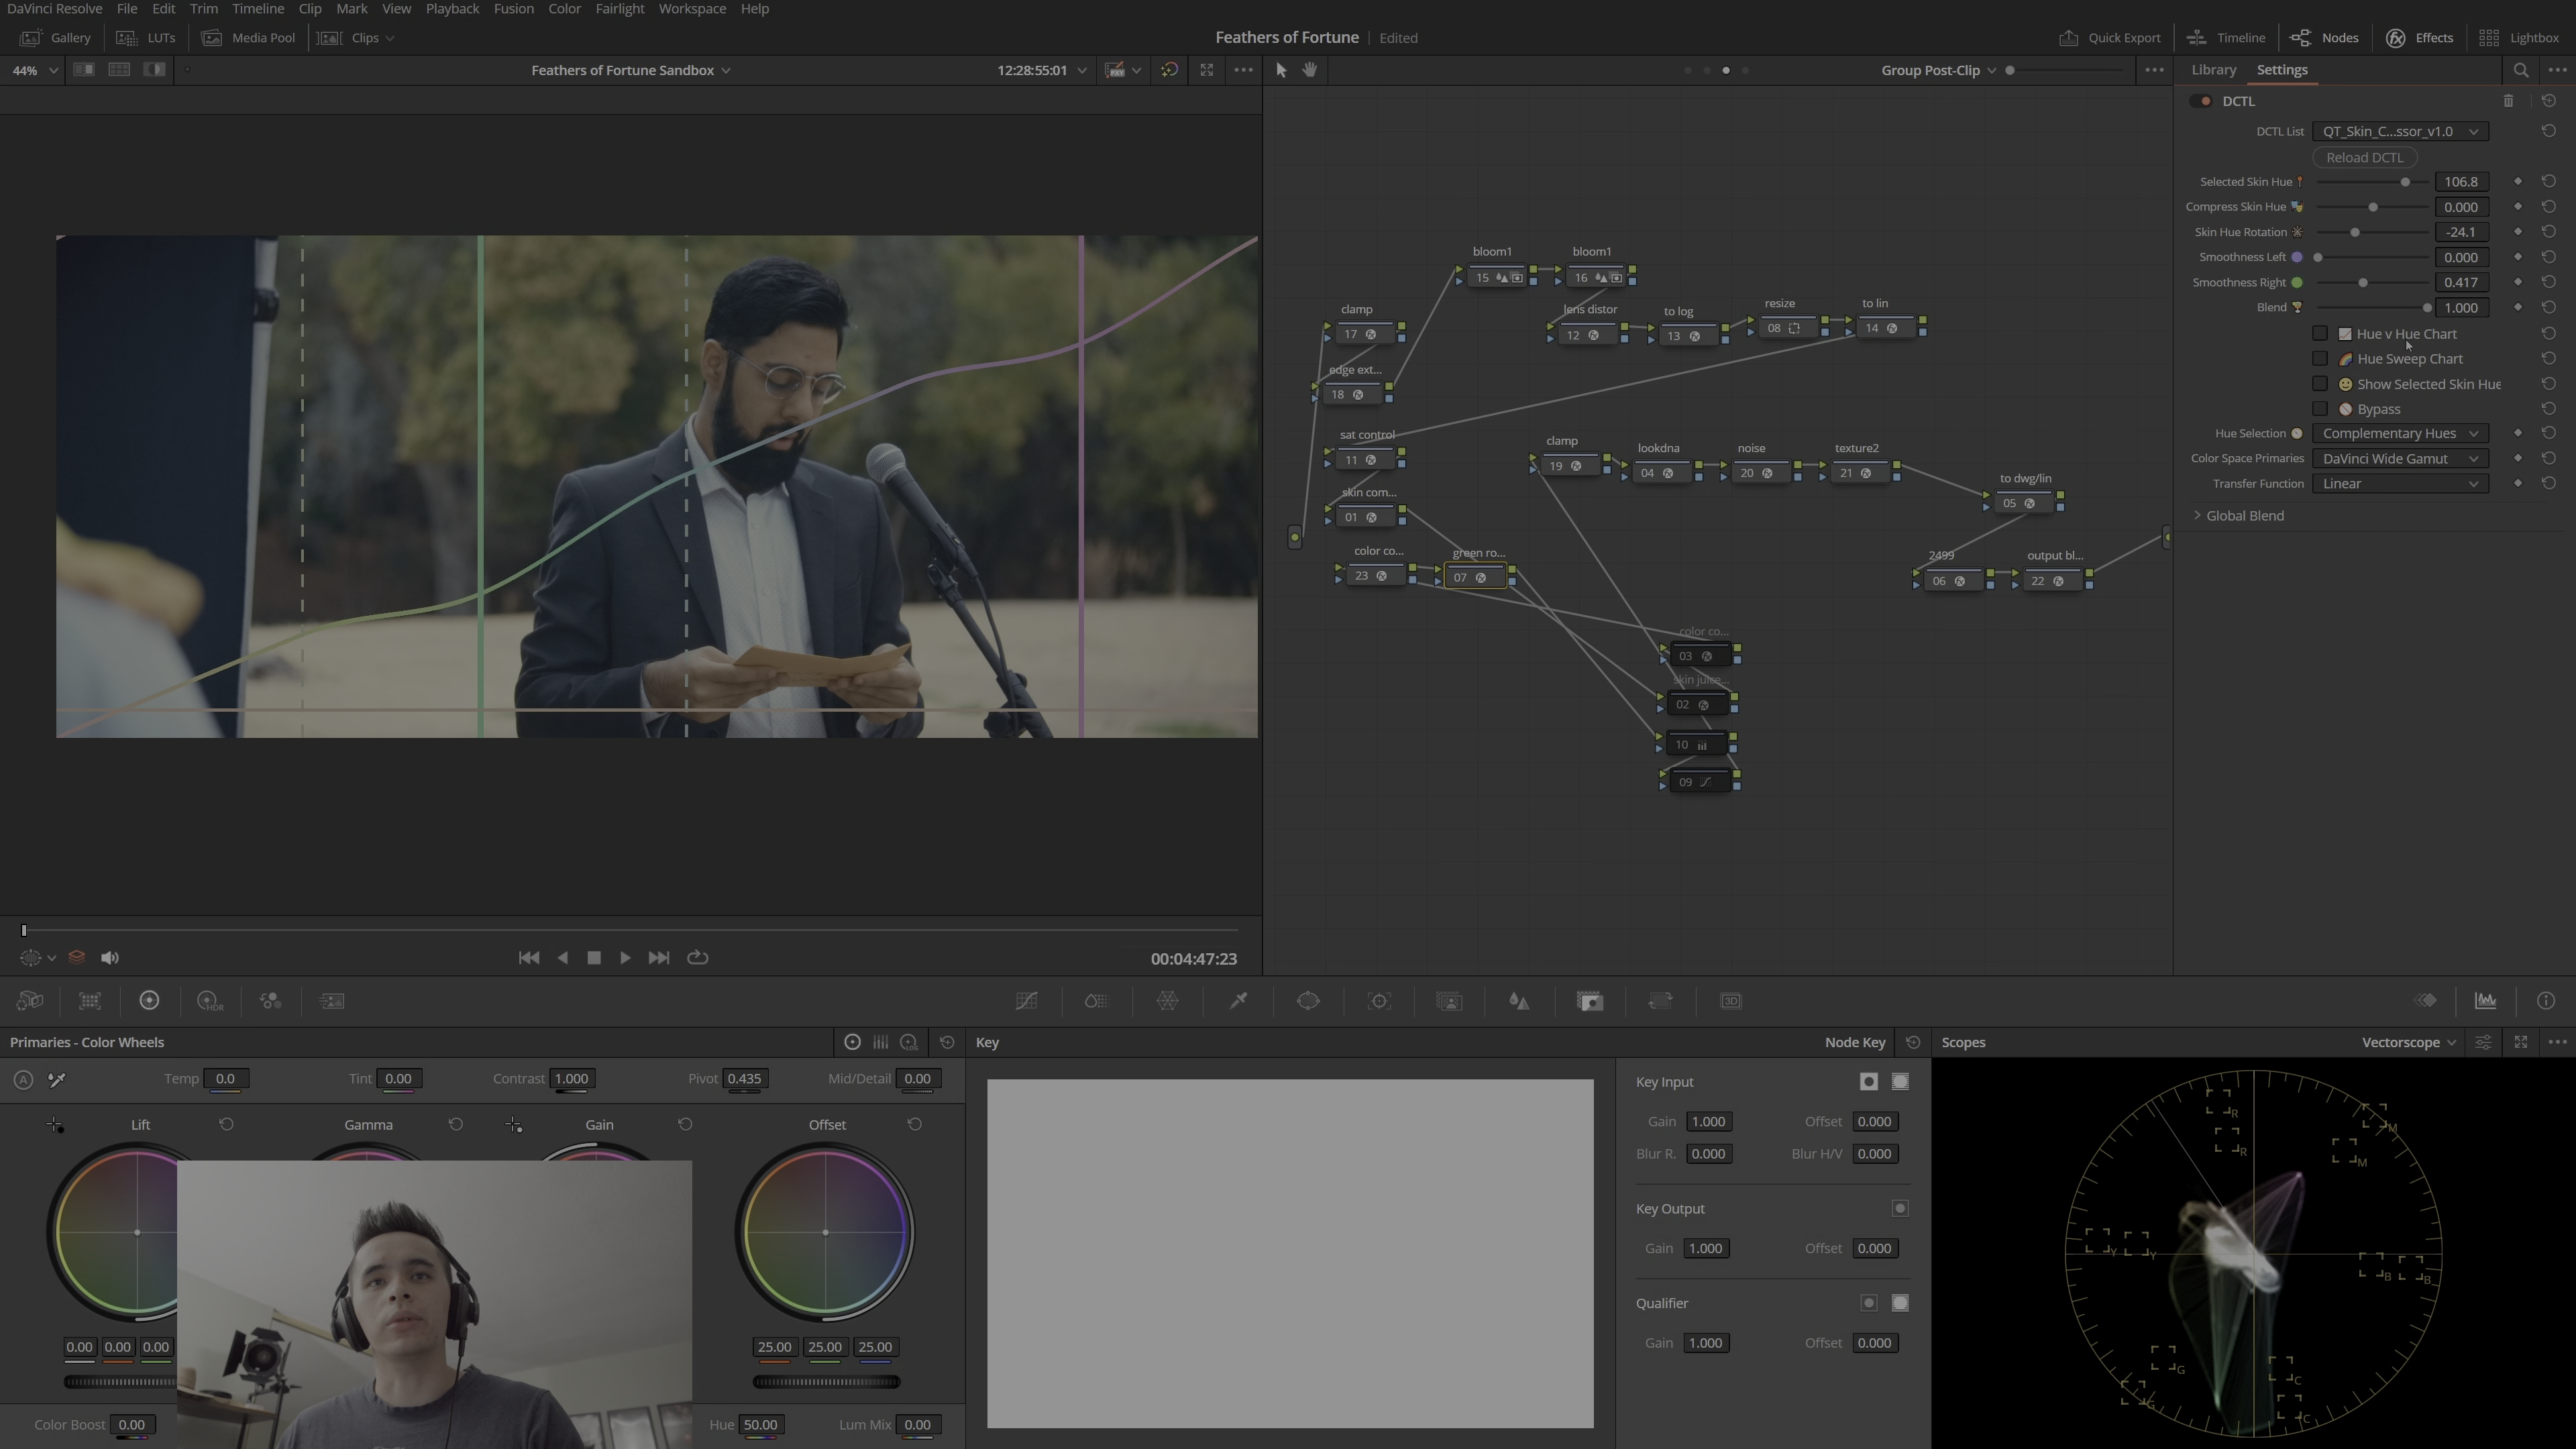 DaVinci Resolve File Edit Trim Timeline Clip Mark View Playback Fusion Color Fairlight Workspace Help
Gallery LUTs Media Pool Clips Feathers of Fortune Edited Quick Export Timeline Nodes Effects Lightbox
44% Feathers of Fortune Sandbox 12:28:55:01 Group Post-Clip Library Settings
DCTL
DCTL List QT_Skin_C...ssor_v1.0
Reload DCTL
Selected Skin Hue 106.8
Compress Skin Hue 0.000
Skin Hue Rotation -24.1
Smoothness Left 0.000
Smoothness Right 0.417
Blend 1.000
Hue v Hue Chart
Hue Sweep Chart
Show Selected Skin Hue
Bypass
Hue Selection Complementary Hues
Color Space Primaries DaVinci Wide Gamut
Transfer Function Linear
Global Blend
bloom1 bloom1
15 16
clamp lens distor to log resize to lin
17 12 13 08 14
edge ext...
18
sat control clamp lookdna noise texture2
11 19 04 20 21
skin com... to dwg/lin
01 05
color co... green ro... 2499 output bl...
23 07 06 22
color co...
03
skin juice...
02
10
09
00:04:47:23
HDR 3D
Primaries - Color Wheels LOG Key Node Key Scopes Vectorscope
A Temp 0.0 Tint 0.00 Contrast 1.000 Pivot 0.435 Mid/Detail 0.00
Lift Gamma Gain Offset
0.00 0.00 0.00 25.00 25.00 25.00
Color Boost 0.00 Hue 50.00 Lum Mix 0.00
Key Input
Gain 1.000 Offset 0.000
Blur R. 0.000 Blur H/V 0.000
Key Output
Gain 1.000 Offset 0.000
Qualifier
Gain 1.000 Offset 0.000
R M
R M
Y Y B B
G C
G C